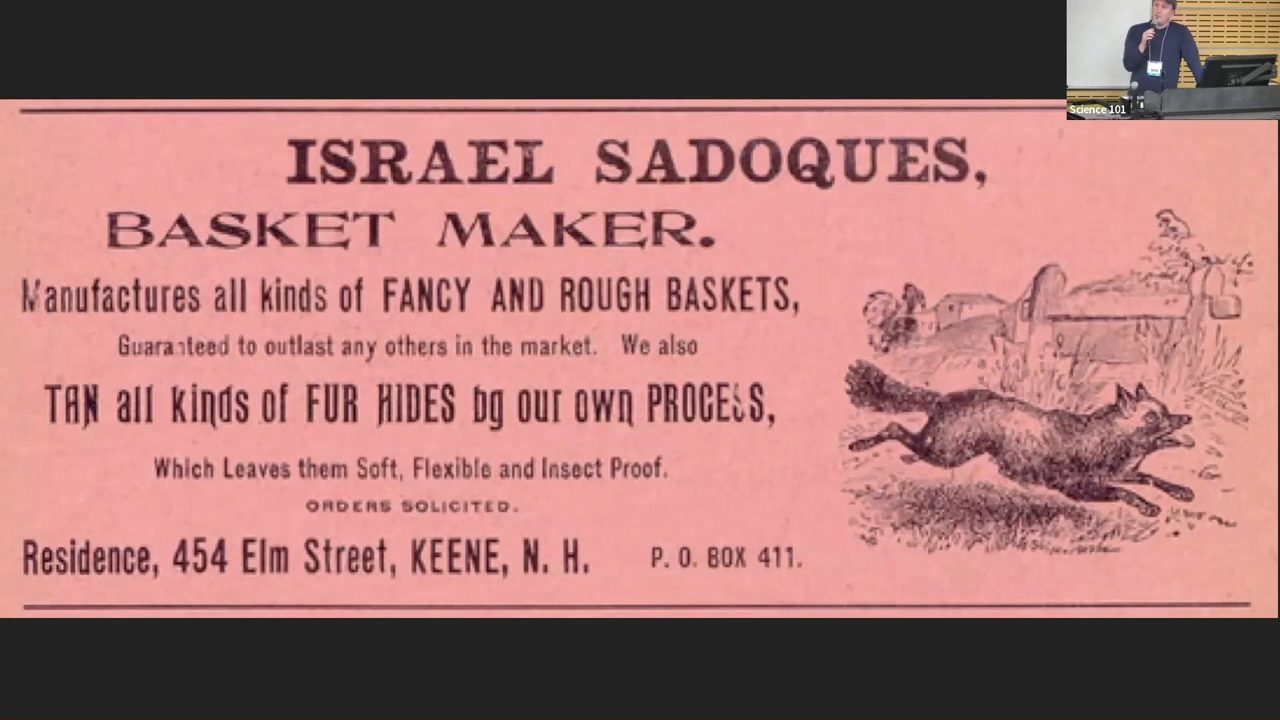 Science 101
ISRAEL SADOQUES,
BASKET MAKER.
Manufactures all kinds of FANCY AND ROUGH BASKETS,
Guaranteed to outlast any others in the market. We also
TAN all kinds of FUR HIDES by our own PROCESS,
Which Leaves them Soft, Flexible and Insect Proof.
ORDERS SOLICITED.
Residence, 454 Elm Street, KEENE, N. H. P. O. BOX 411.